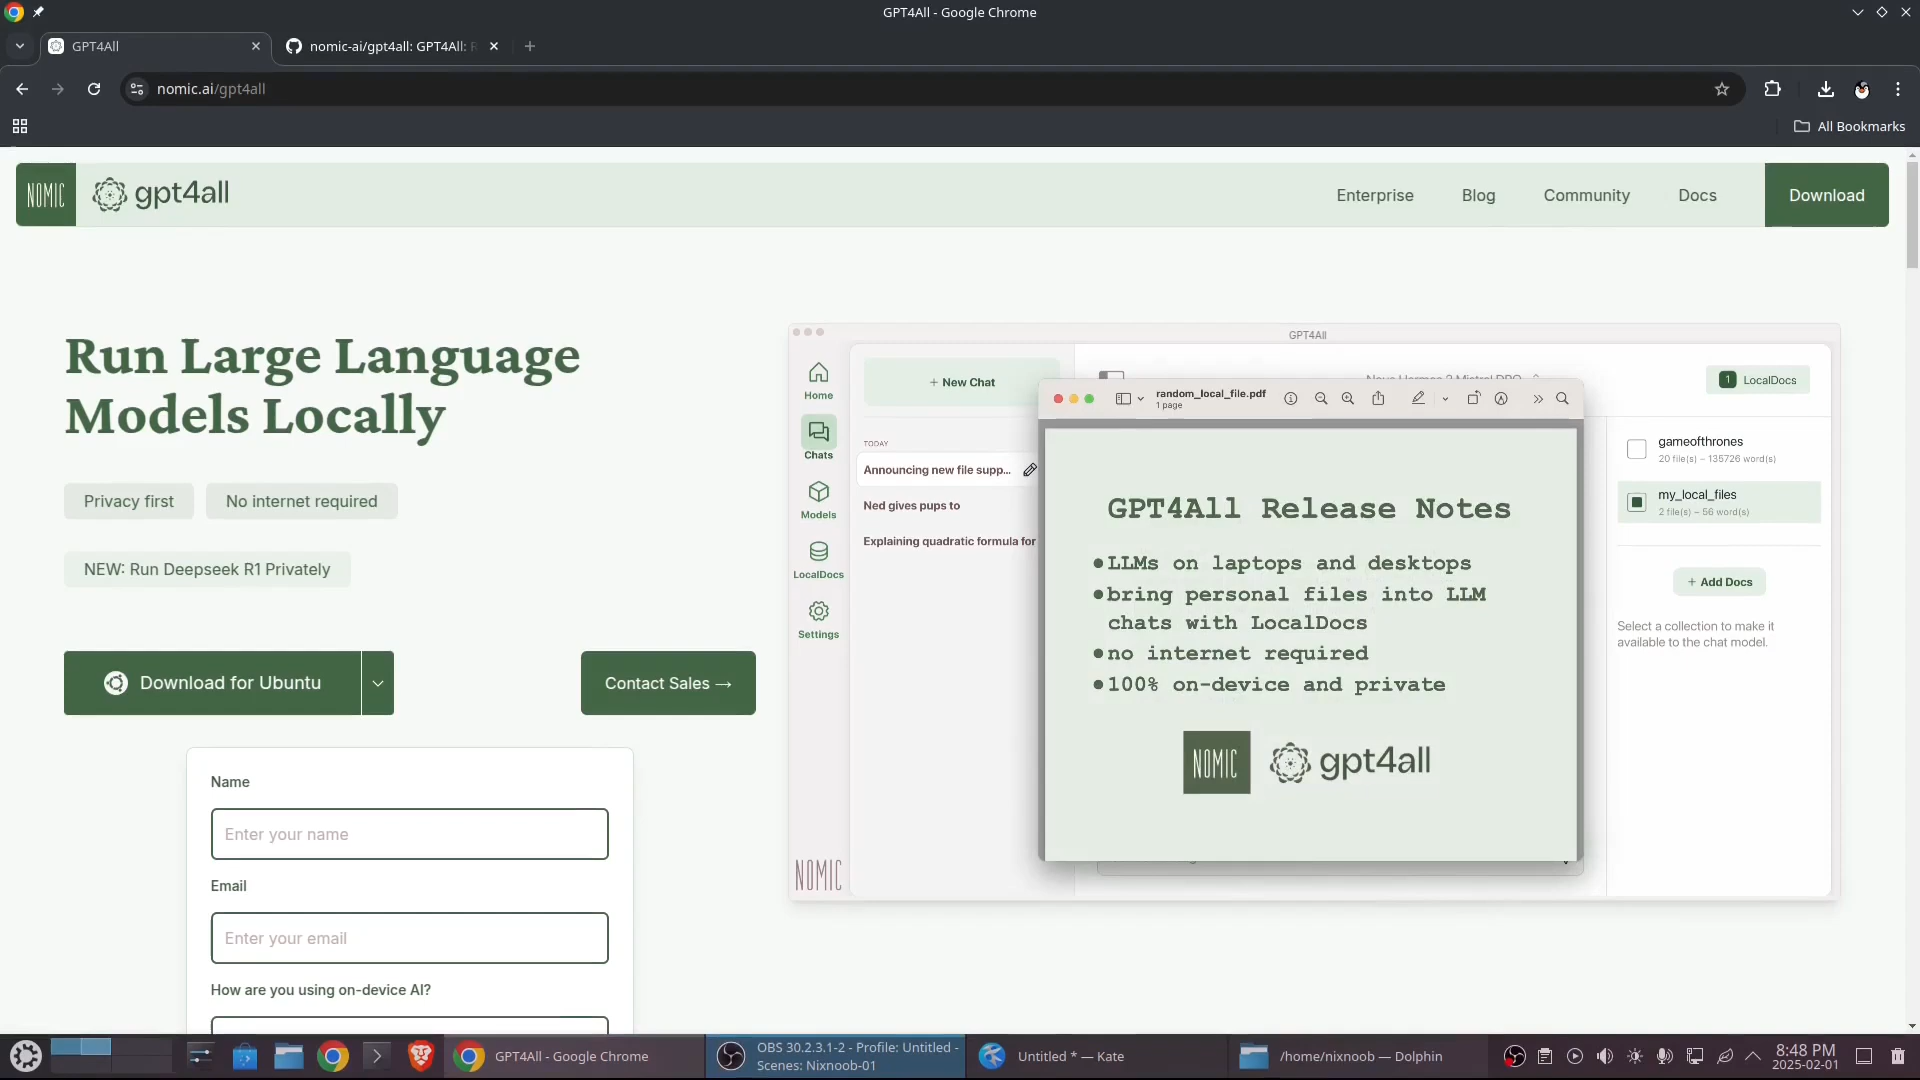 GPT4All - Google Chrome
GPT4All
nomic-ai/gpt4all: GPT4All: R
nomic.ai/gpt4all
All Bookmarks
NOMIC gpt4all
Enterprise
Blog
Community
Docs
Download
Run Large Language
Models Locally
Privacy first
No internet required
NEW: Run Deepseek R1 Privately
Download for Ubuntu
Contact Sales →
Name
Enter your name
Email
Enter your email
How are you using on-device AI?
GPT4All
Home
Chats
Models
LocalDocs
Settings
NOMIC
+ New Chat
TODAY
Announcing new file supp...
Ned gives pups to
Explaining quadratic formula for
random_local_file.pdf
1 page
GPT4All Release Notes
•LLMs on laptops and desktops
•bring personal files into LLM
chats with LocalDocs
•no internet required
•100% on-device and private
NOMIC gpt4all
1 LocalDocs
gameofthrones
20 file(s) – 135726 word(s)
my_local_files
2 file(s) – 56 word(s)
+ Add Docs
Select a collection to make it
available to the chat model.
GPT4All - Google Chrome
OBS 30.2.3.1-2 - Profile: Untitled -
Scenes: Nixnoob-01
Untitled * — Kate
/home/nixnoob — Dolphin
8:48 PM
2025-02-01